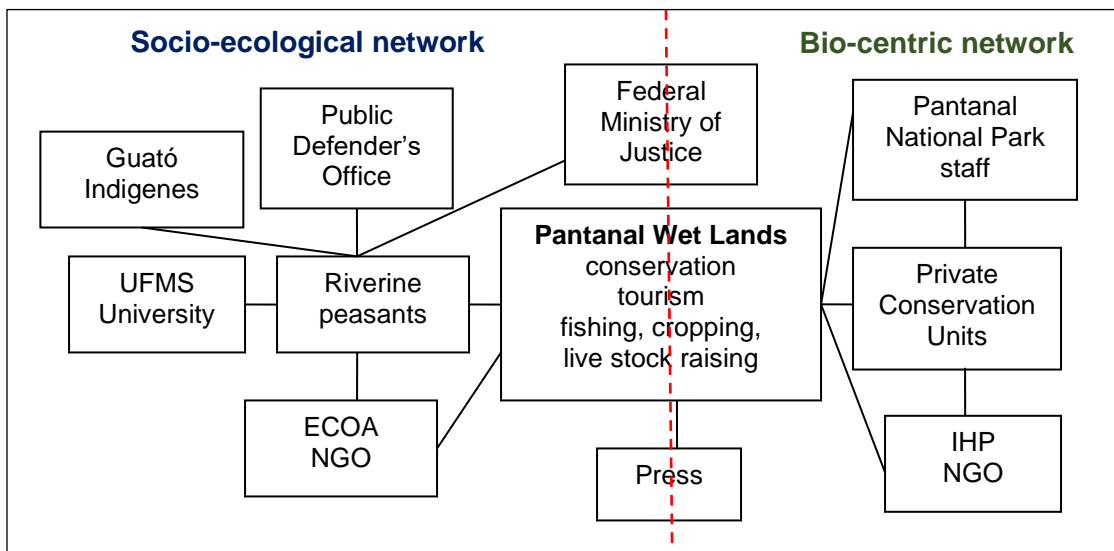 Socio-ecological network
Bio-centric network
Federal
Ministry of
Justice
Pantanal
National Park
staff
Public
Defender’s
Office
Guató
Indigenes
Pantanal Wet Lands
conservation
tourism
fishing, cropping,
live stock raising
UFMS
University
Riverine
peasants
Private
Conservation
Units
ECOA
NGO
Press
IHP
NGO